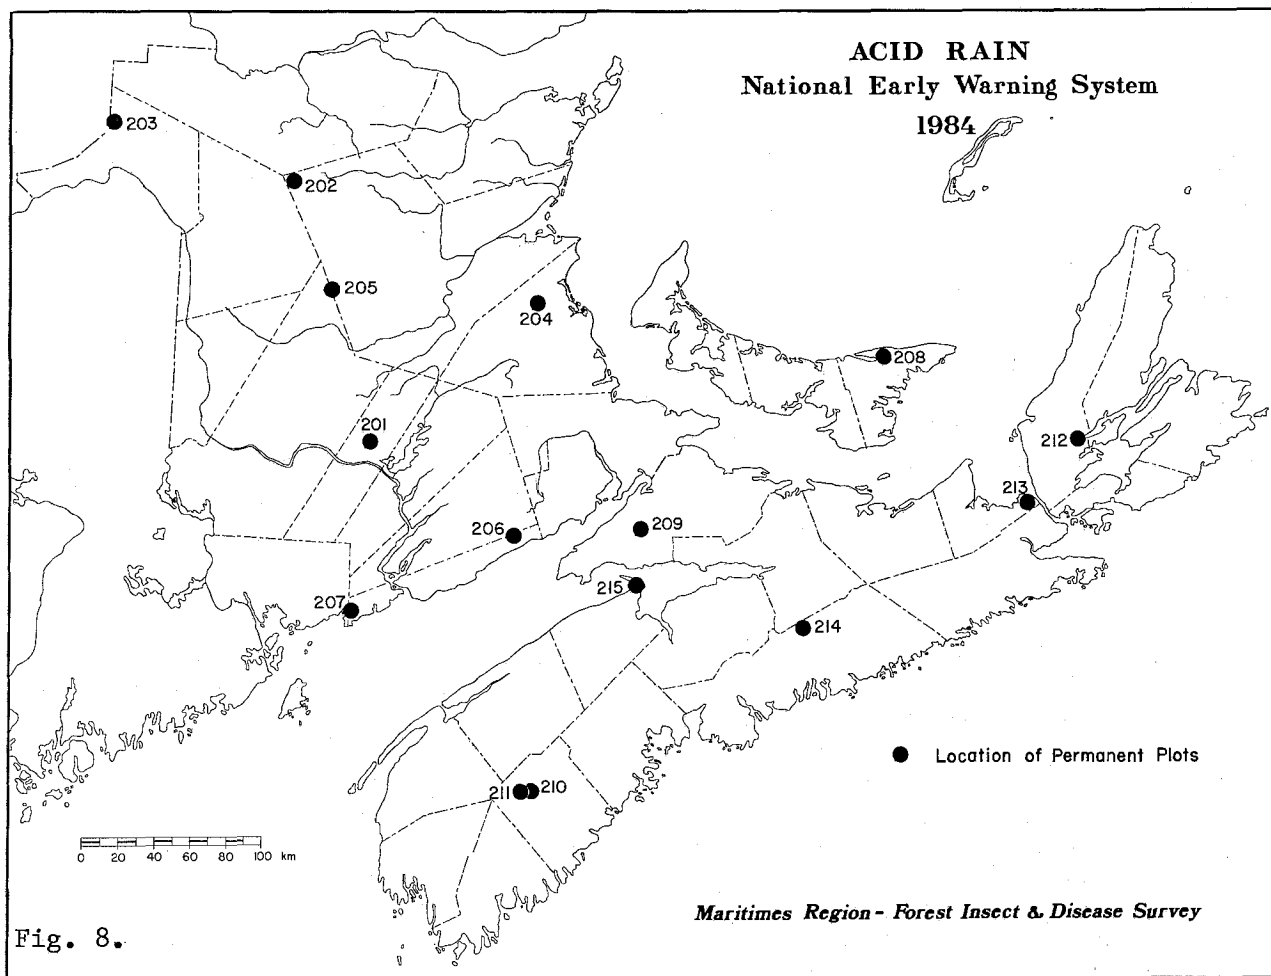 ACID RAIN
National Early Warning System
1984
203
202
205
204
208
201
212
213
206
209
215
207
214
211 210
Location of Permanent Plots
0 20 40 60 80 100 km
Maritimes Region - Forest Insect & Disease Survey
Fig. 8.